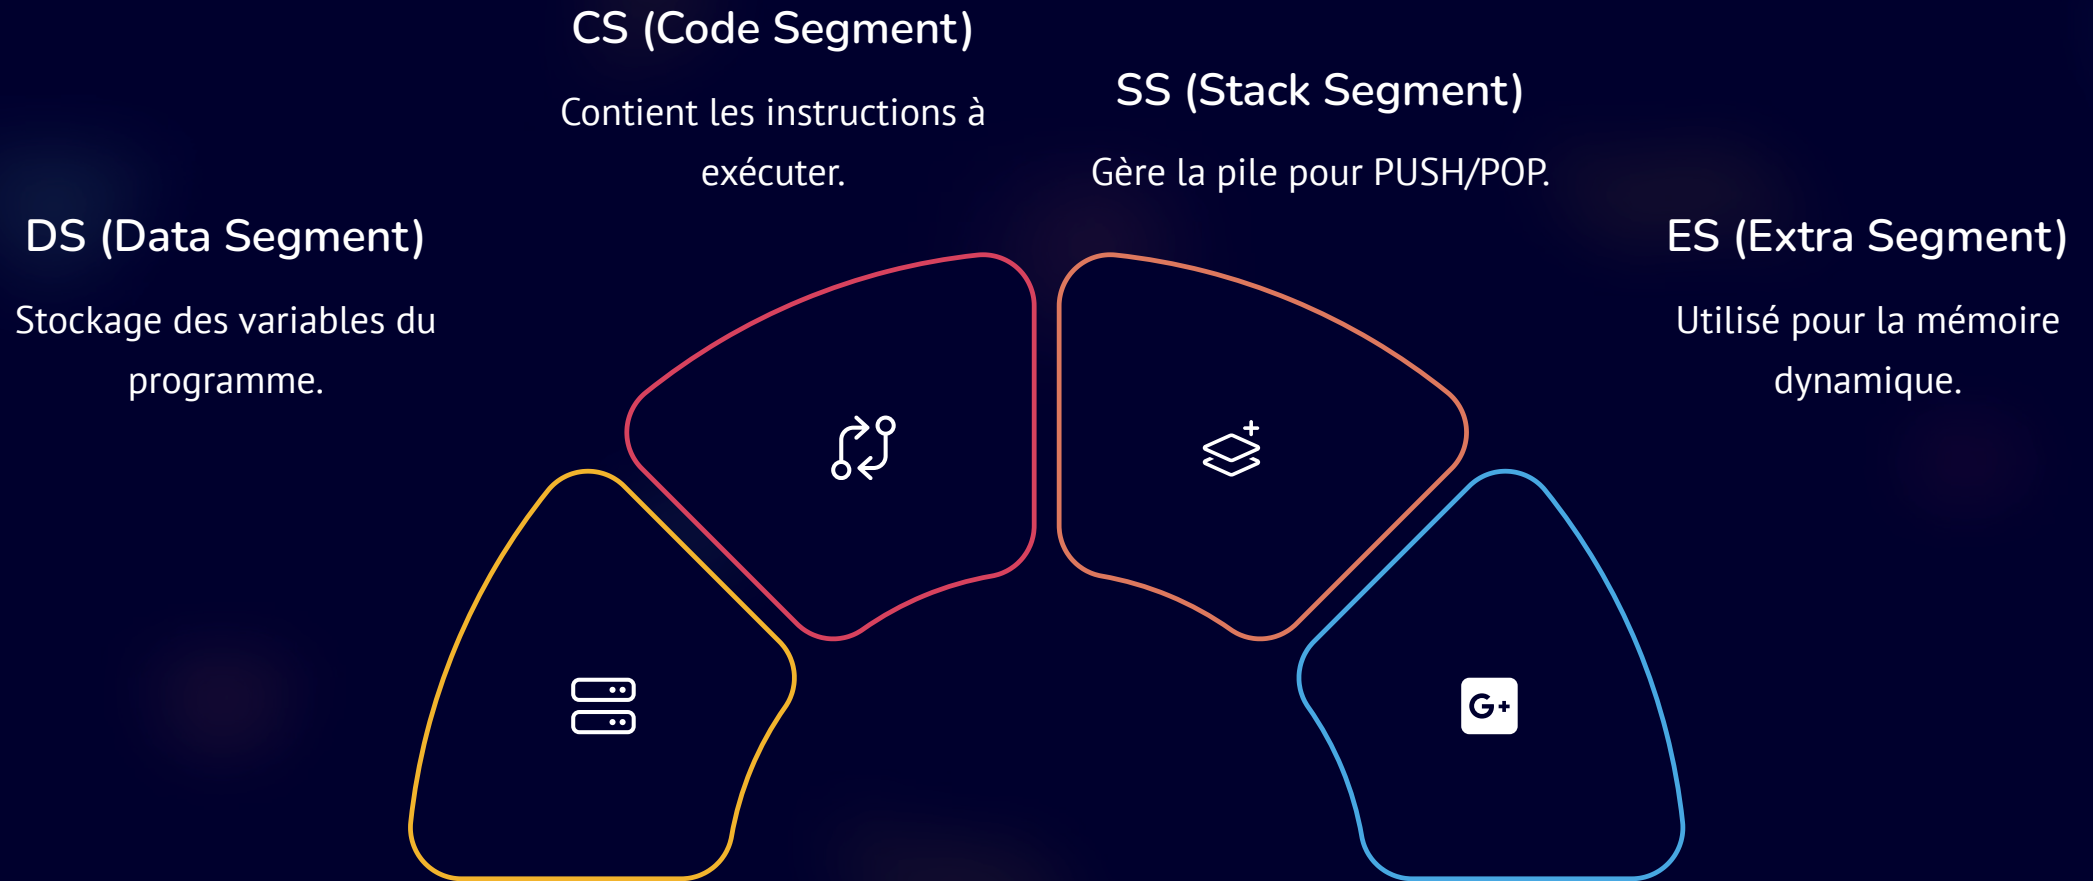 DS (Data Segment)
Stockage des variables du
programme.
CS (Code Segment)
Contient les instructions à
exécuter.
SS (Stack Segment)
Gère la pile pour PUSH/POP.
ES (Extra Segment)
Utilisé pour la mémoire
dynamique.
G+